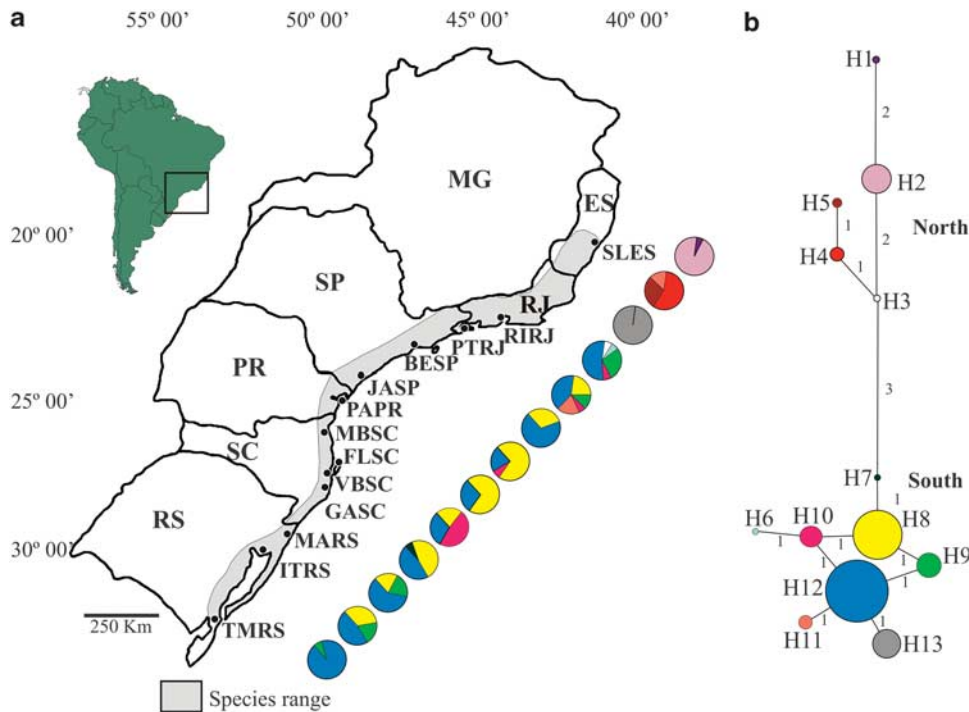 a
55º 00'
50º 00'
45º 00'
40º 00'
b
20º 00'
25º 00'
30º 00'
MG
ES
SP
RJ
PR
SC
RS
SLES
RIRJ
PTRJ
BESP
JASP
PAPR
MBSC
FLSC
VBSC
GASC
MARS
ITRS
TMRS
250 Km
Species range
H1
2
H2
H5
2
North
1
H4
1
H3
3
H7
South
1
H8
H6
H10
1
1
1
H9
1
H12
1
H11
1
1
H13